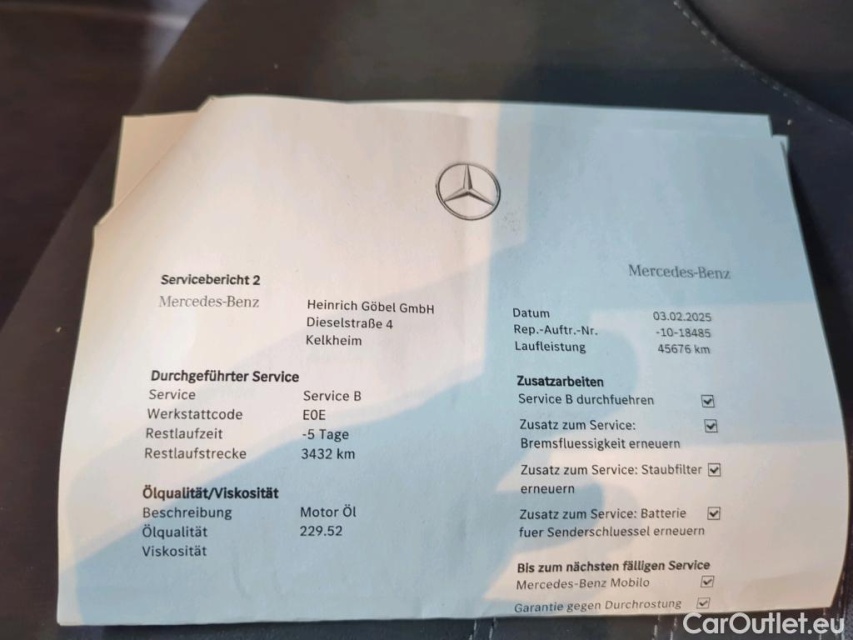 Mercedes-Benz
Servicebericht 2
Mercedes-Benz
Heinrich Göbel GmbH
Dieselstraße 4
Kelkheim
Datum 03.02.2025
Rep.-Auftr.-Nr. -10-18485
Laufleistung 45676 km
Durchgeführter Service
Service Service B
Werkstattcode E0E
Restlaufzeit -5 Tage
Restlaufstrecke 3432 km
Ölqualität/Viskosität
Beschreibung Motor Öl
Ölqualität 229.52
Viskosität
Zusatzarbeiten
Service B durchfuehren
Zusatz zum Service:
Bremsfluessigkeit erneuern
Zusatz zum Service: Staubfilter
erneuern
Zusatz zum Service: Batterie
fuer Senderschluessel erneuern
Bis zum nächsten fälligen Service
Mercedes-Benz Mobilo
Garantie gegen Durchrostung
CarOutlet.eu